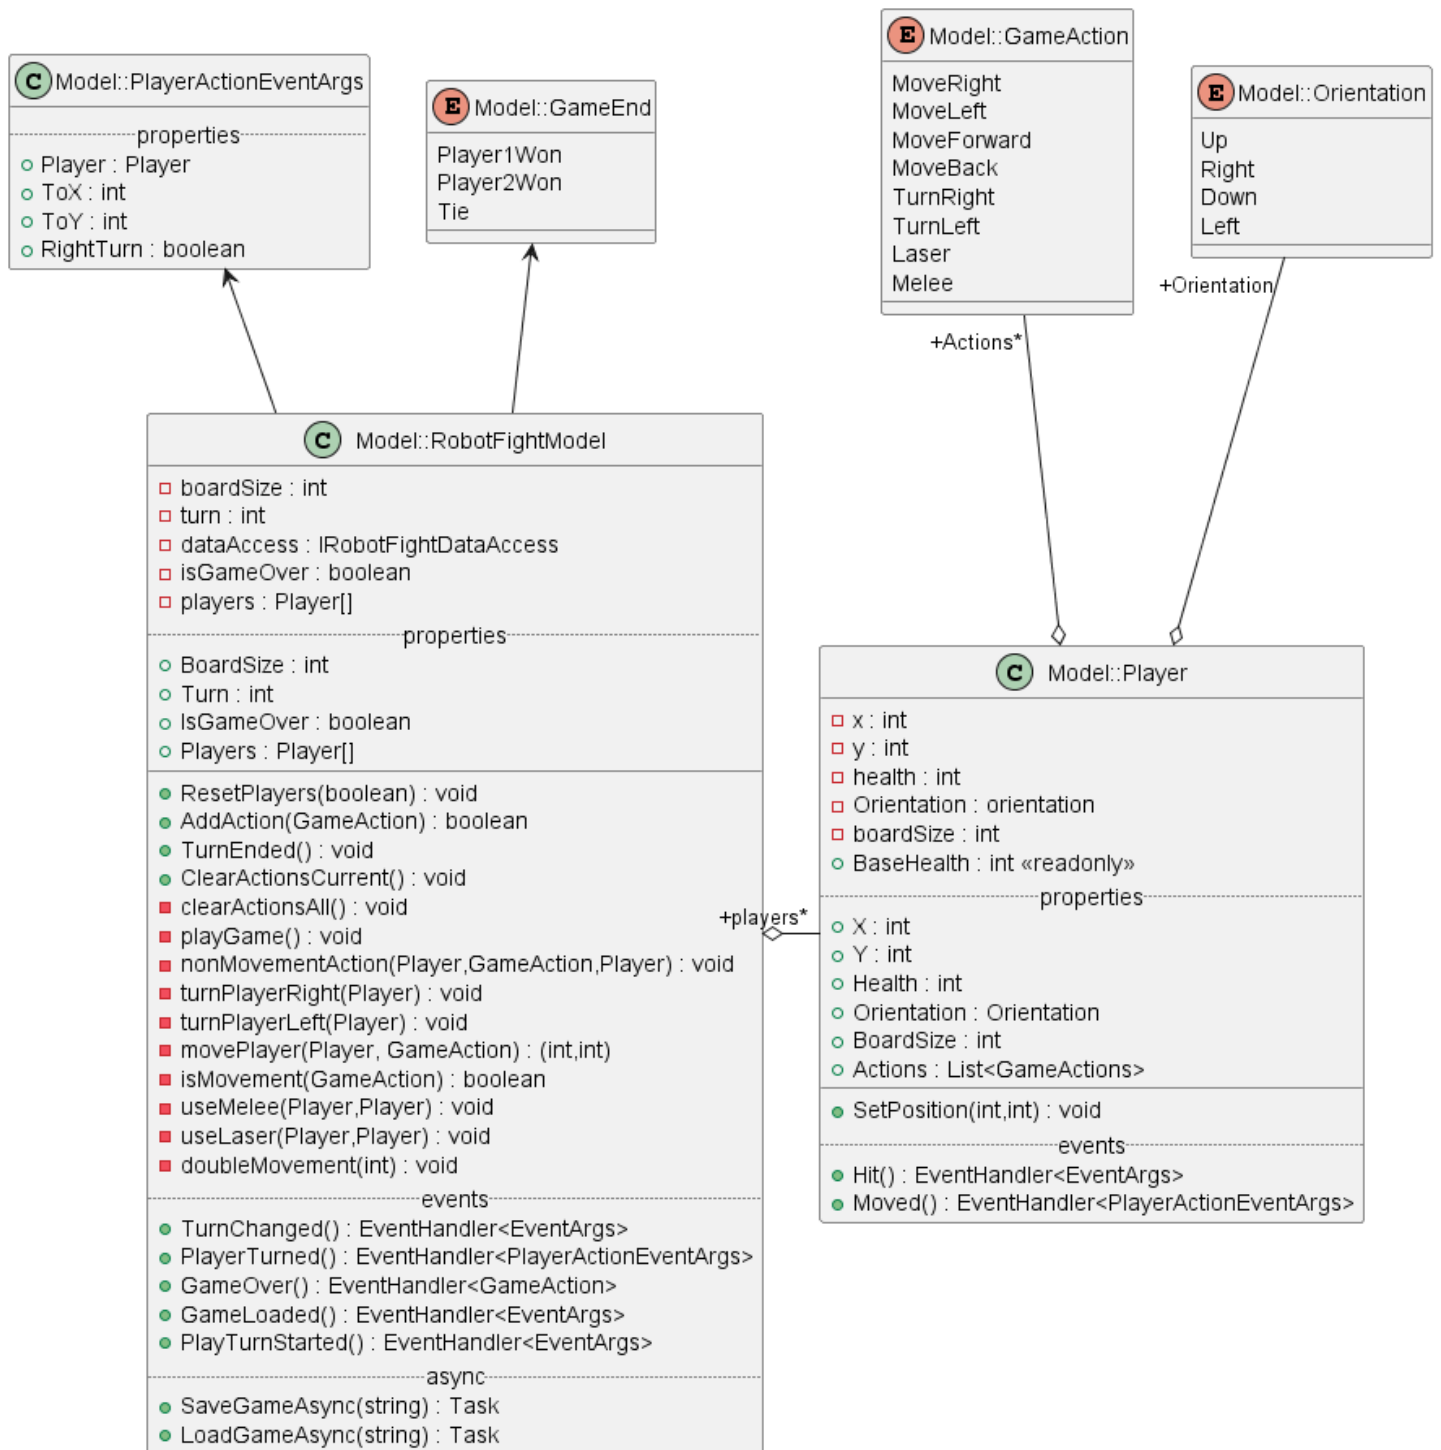 C Model::PlayerActionEventArgs
properties
Player : Player
ToX : int
ToY : int
RightTurn : boolean
E Model::GameEnd
Player1Won
Player2Won
Tie
E Model::GameAction
MoveRight
MoveLeft
MoveForward
MoveBack
TurnRight
TurnLeft
Laser
Melee
E Model::Orientation
Up
Right
Down
Left
+Actions*
+Orientation
C Model::RobotFightModel
boardSize : int
turn : int
dataAccess : IRobotFightDataAccess
isGameOver : boolean
players : Player[]
properties
BoardSize : int
Turn : int
IsGameOver : boolean
Players : Player[]
ResetPlayers(boolean) : void
AddAction(GameAction) : boolean
TurnEnded() : void
ClearActionsCurrent() : void
clearActionsAll() : void
playGame() : void
nonMovementAction(Player,GameAction,Player) : void
turnPlayerRight(Player) : void
turnPlayerLeft(Player) : void
movePlayer(Player, GameAction) : (int,int)
isMovement(GameAction) : boolean
useMelee(Player,Player) : void
useLaser(Player,Player) : void
doubleMovement(int) : void
events
TurnChanged() : EventHandler<EventArgs>
PlayerTurned() : EventHandler<PlayerActionEventArgs>
GameOver() : EventHandler<GameAction>
GameLoaded() : EventHandler<EventArgs>
PlayTurnStarted() : EventHandler<EventArgs>
async
SaveGameAsync(string) : Task
LoadGameAsync(string) : Task
+players*
C Model::Player
x : int
y : int
health : int
Orientation : orientation
boardSize : int
BaseHealth : int «readonly»
properties
X : int
Y : int
Health : int
Orientation : Orientation
BoardSize : int
Actions : List<GameActions>
SetPosition(int,int) : void
events
Hit() : EventHandler<EventArgs>
Moved() : EventHandler<PlayerActionEventArgs>